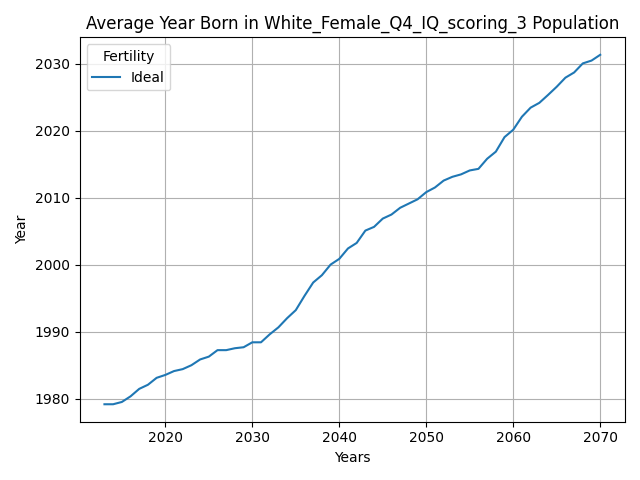 Average Year Born in White_Female_Q4_IQ_scoring_3 Population
Fertility
Ideal
2030
2020
2010
2000
1990
1980
Year
2020 2030 2040 2050 2060 2070
Years